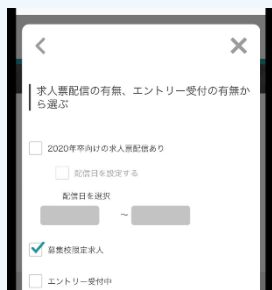 求人票配信の有無、エントリー受付の有無か
ら選ぶ
2020年卒向けの求人票配信あり
配信日を設定する
配信日を選択
~
募集校限定求人
エントリー受付中